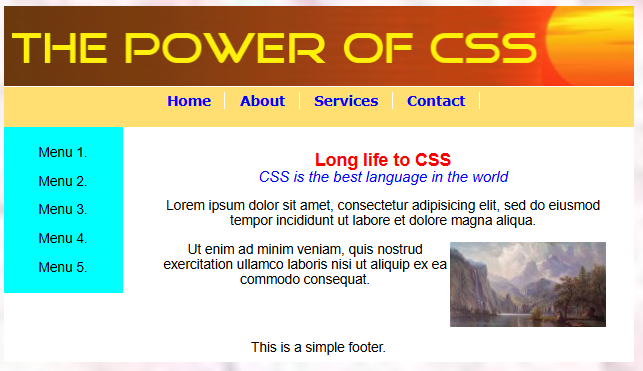 THE POWER OF CSS
Home About Services Contact
Menu 1.
Menu 2.
Menu 3.
Menu 4.
Menu 5.
Long life to CSS
CSS is the best language in the world
Lorem ipsum dolor sit amet, consectetur adipisicing elit, sed do eiusmod
tempor incididunt ut labore et dolore magna aliqua.
Ut enim ad minim veniam, quis nostrud
exercitation ullamco laboris nisi ut aliquip ex ea
commodo consequat.
This is a simple footer.